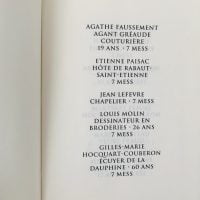 AGATHE FAUSSEMENT
AGANT GRÉAUDE
COUTURIÈRE
19 ANS · 7 MESS
ETIENNE PAISAC
HÔTE DE RABAUT-
SAINT-ETIENNE
7 MESS
JEAN LEFEVRE
CHAPELIER · 7 MESS
LOUIS MOLIN
DESSINATEUR EN
BRODERIES · 26 ANS
7 MESS
GILLES-MARIE
HOCQUART-COUBERON
ÉCUYER DE LA
DAUPHINE · 60 ANS
7 MESS